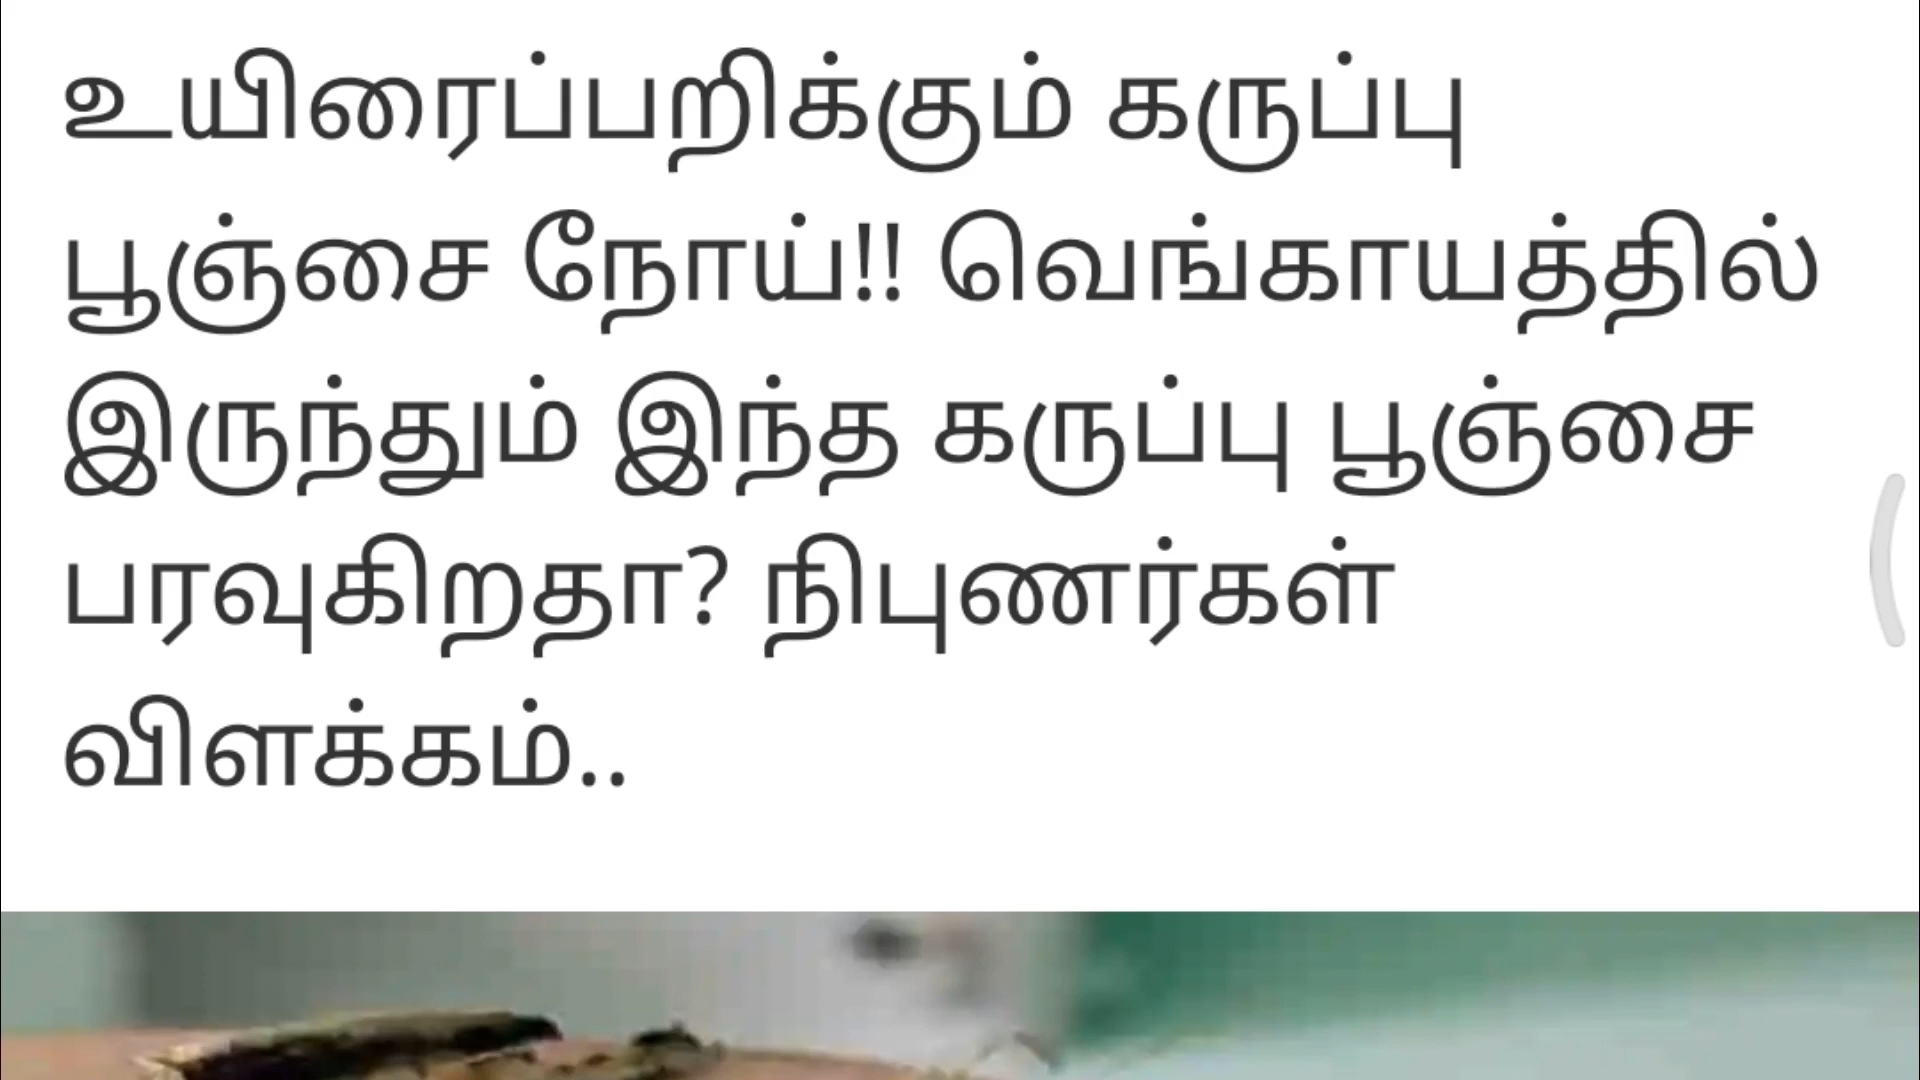 உயிரைப்பறிக்கும் கருப்பு
பூஞ்சை நோய்!! வெங்காயத்தில்
இருந்தும் இந்த கருப்பு பூஞ்சை
பரவுகிறதா? நிபுணர்கள்
விளக்கம்..